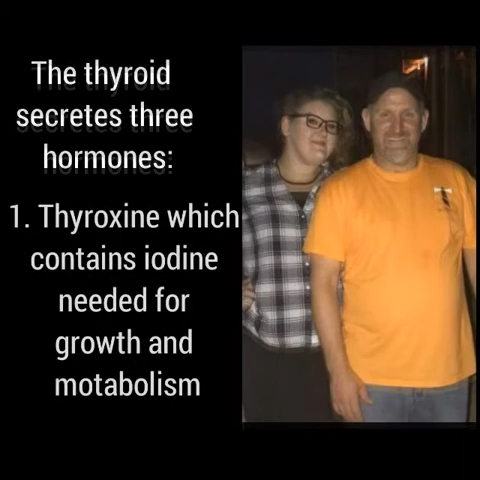 The thyroid
secretes three
hormones:
1. Thyroxine which
contains iodine
needed for
growth and
motabolism